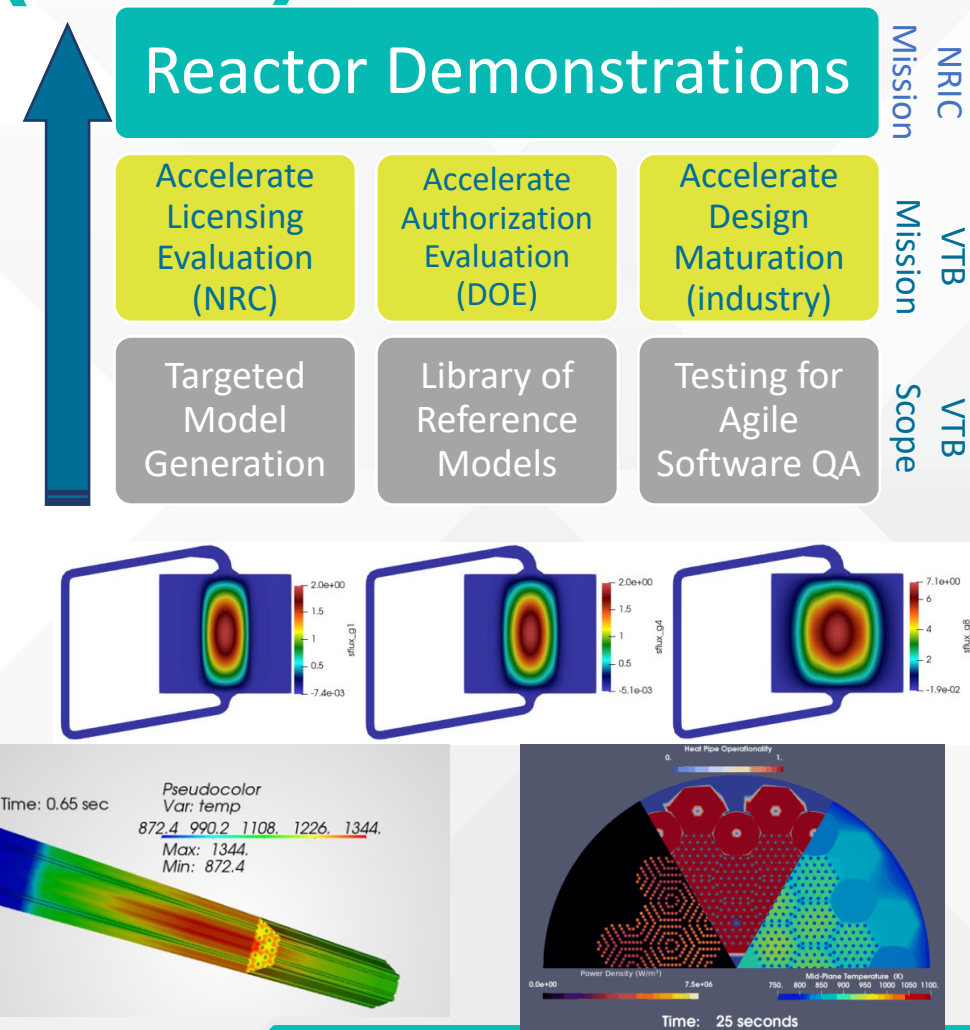 Reactor Demonstrations
NRIC
Mission
Accelerate
Licensing
Evaluation
(NRC)
Accelerate
Authorization
Evaluation
(DOE)
Accelerate
Design
Maturation
(industry)
VTB
Mission
Targeted
Model
Generation
Library of
Reference
Models
Testing for
Agile
Software QA
VTB
Scope
2.0e+00
1.5
1
0.5
-7.4e-03
sflux_g1
2.0e+00
1.5
1
0.5
-5.1e-03
sflux_g4
7.1e+00
6
4
2
-1.9e-02
sflux_g8
Time: 0.65 sec
Pseudocolor
Var: temp
872.4 990.2 1108. 1226. 1344.
Max: 1344.
Min: 872.4
Heat Pipe Operationality
0. 1.
Power Density (W/m³)
0.0e+00 7.5e+06
Mid-Plane Temperature (K)
750. 800 850 900 950 1000 1050 1100.
Time: 25 seconds